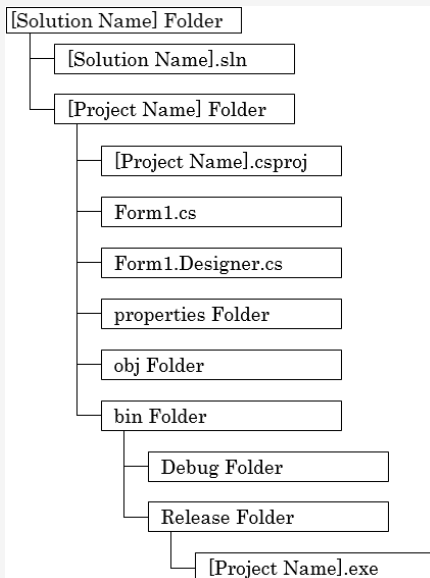 [Solution Name] Folder
[Solution Name].sln
[Project Name] Folder
[Project Name].csproj
Form1.cs
Form1.Designer.cs
properties Folder
obj Folder
bin Folder
Debug Folder
Release Folder
[Project Name].exe